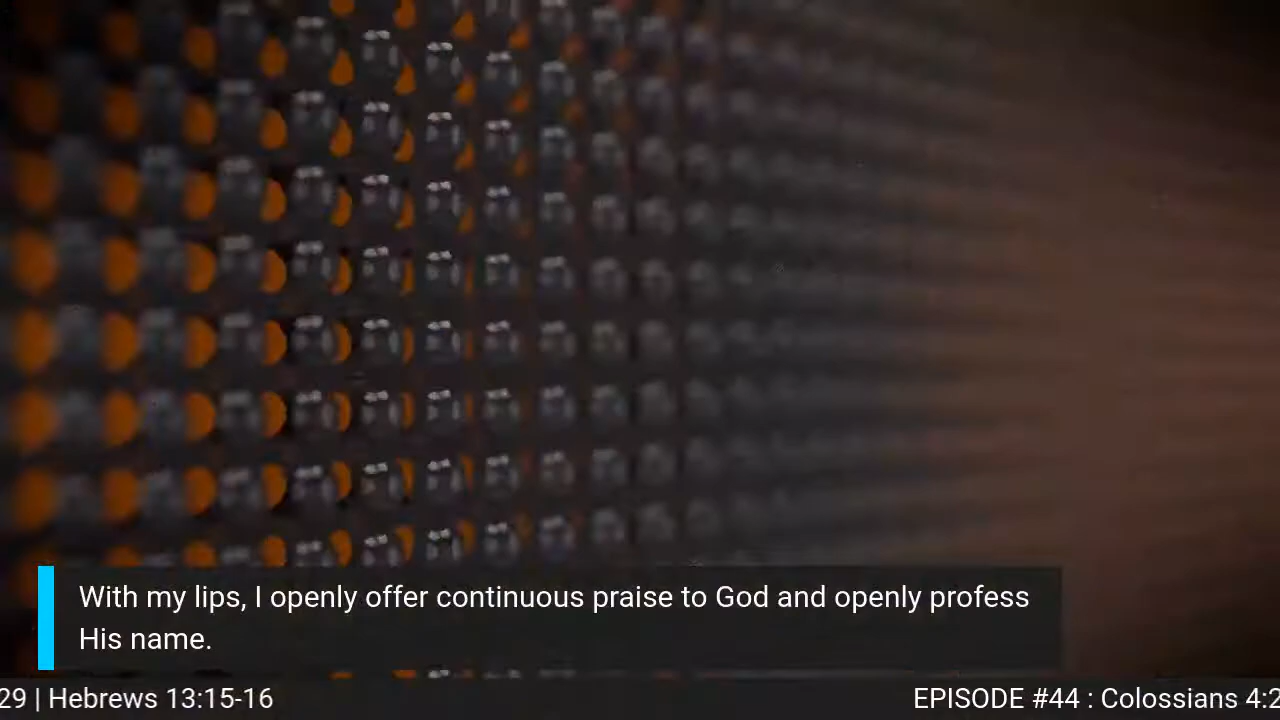 With my lips, I openly offer continuous praise to God and openly profess
His name.
29 | Hebrews 13:15-16
EPISODE #44 : Colossians 4:2